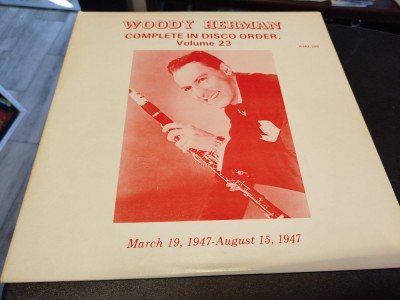 WOODY HERMAN
COMPLETE IN DISCO ORDER,
Volume 23
March 19, 1947-August 15, 1947